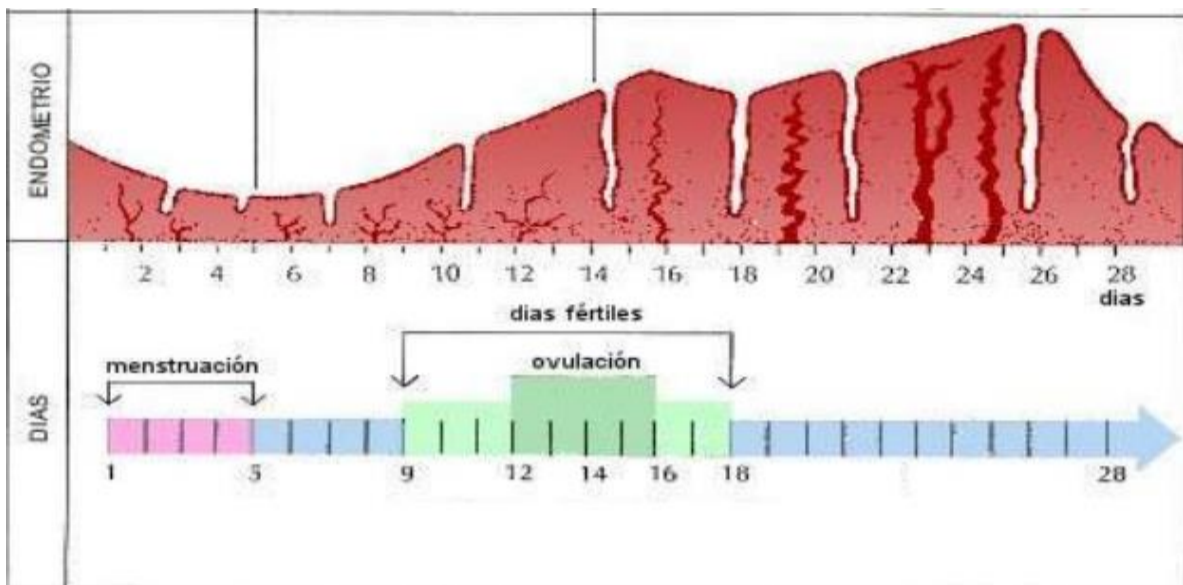 ENDOMETRIO
2 4 6 8 10 12 14 16 18 20 22 24 26 28
dias
dias fértiles
menstruación
ovulación
DIAS
1 5 9 12 14 16 18 28